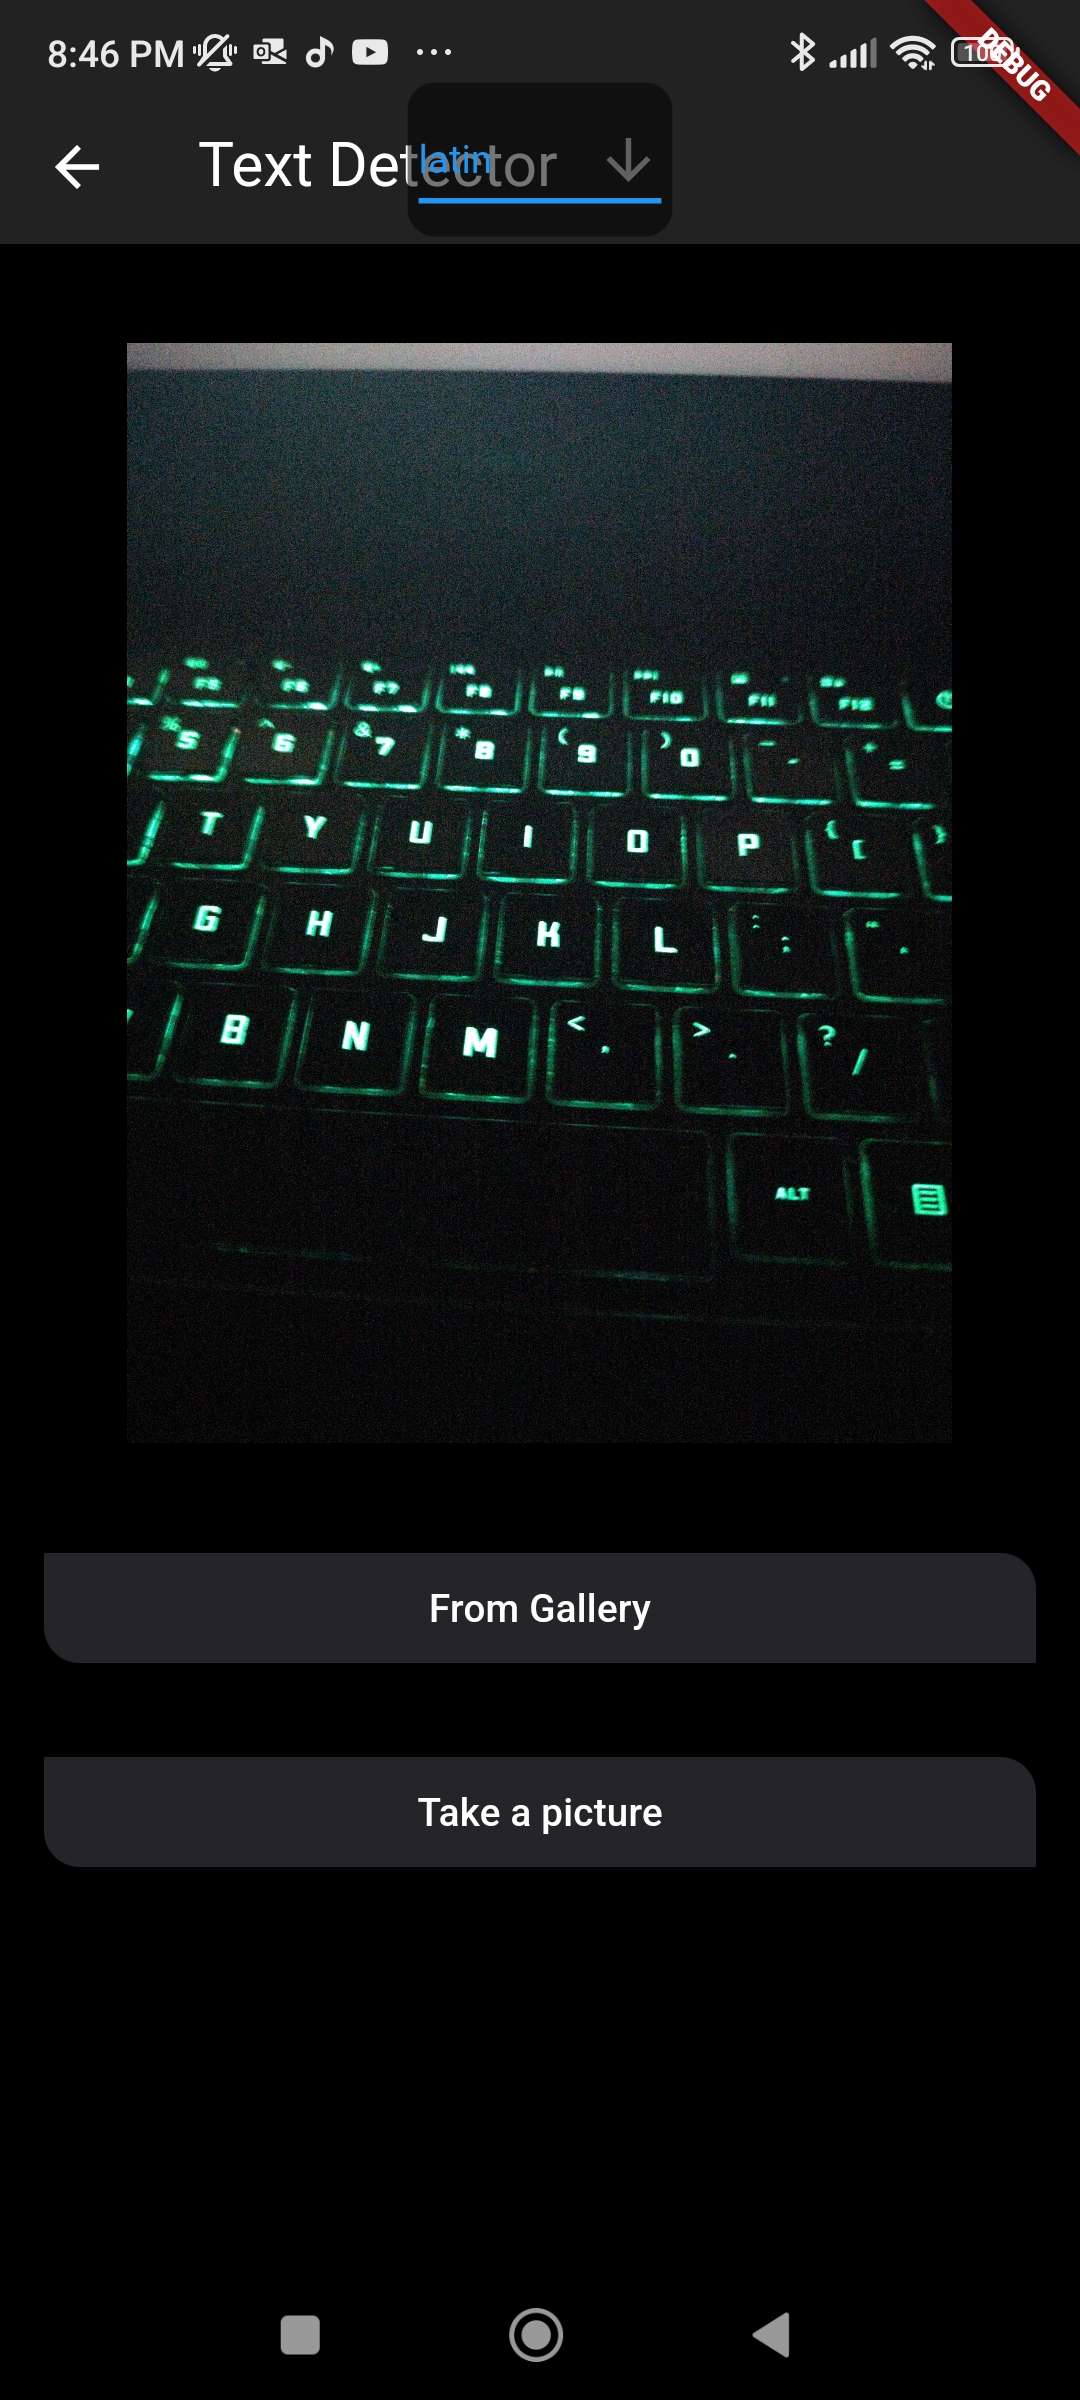 8:46 PM
100
DEBUG
Text Detector
latin
F5 F6 F7 F8 F9 F10 F11 F12
% 5 ^ 6 & 7 * 8 ( 9 ) 0 - + =
T Y U I O P { [ }
G H J K L : ; " '
B N M < , > . ? /
ALT
From Gallery
Take a picture